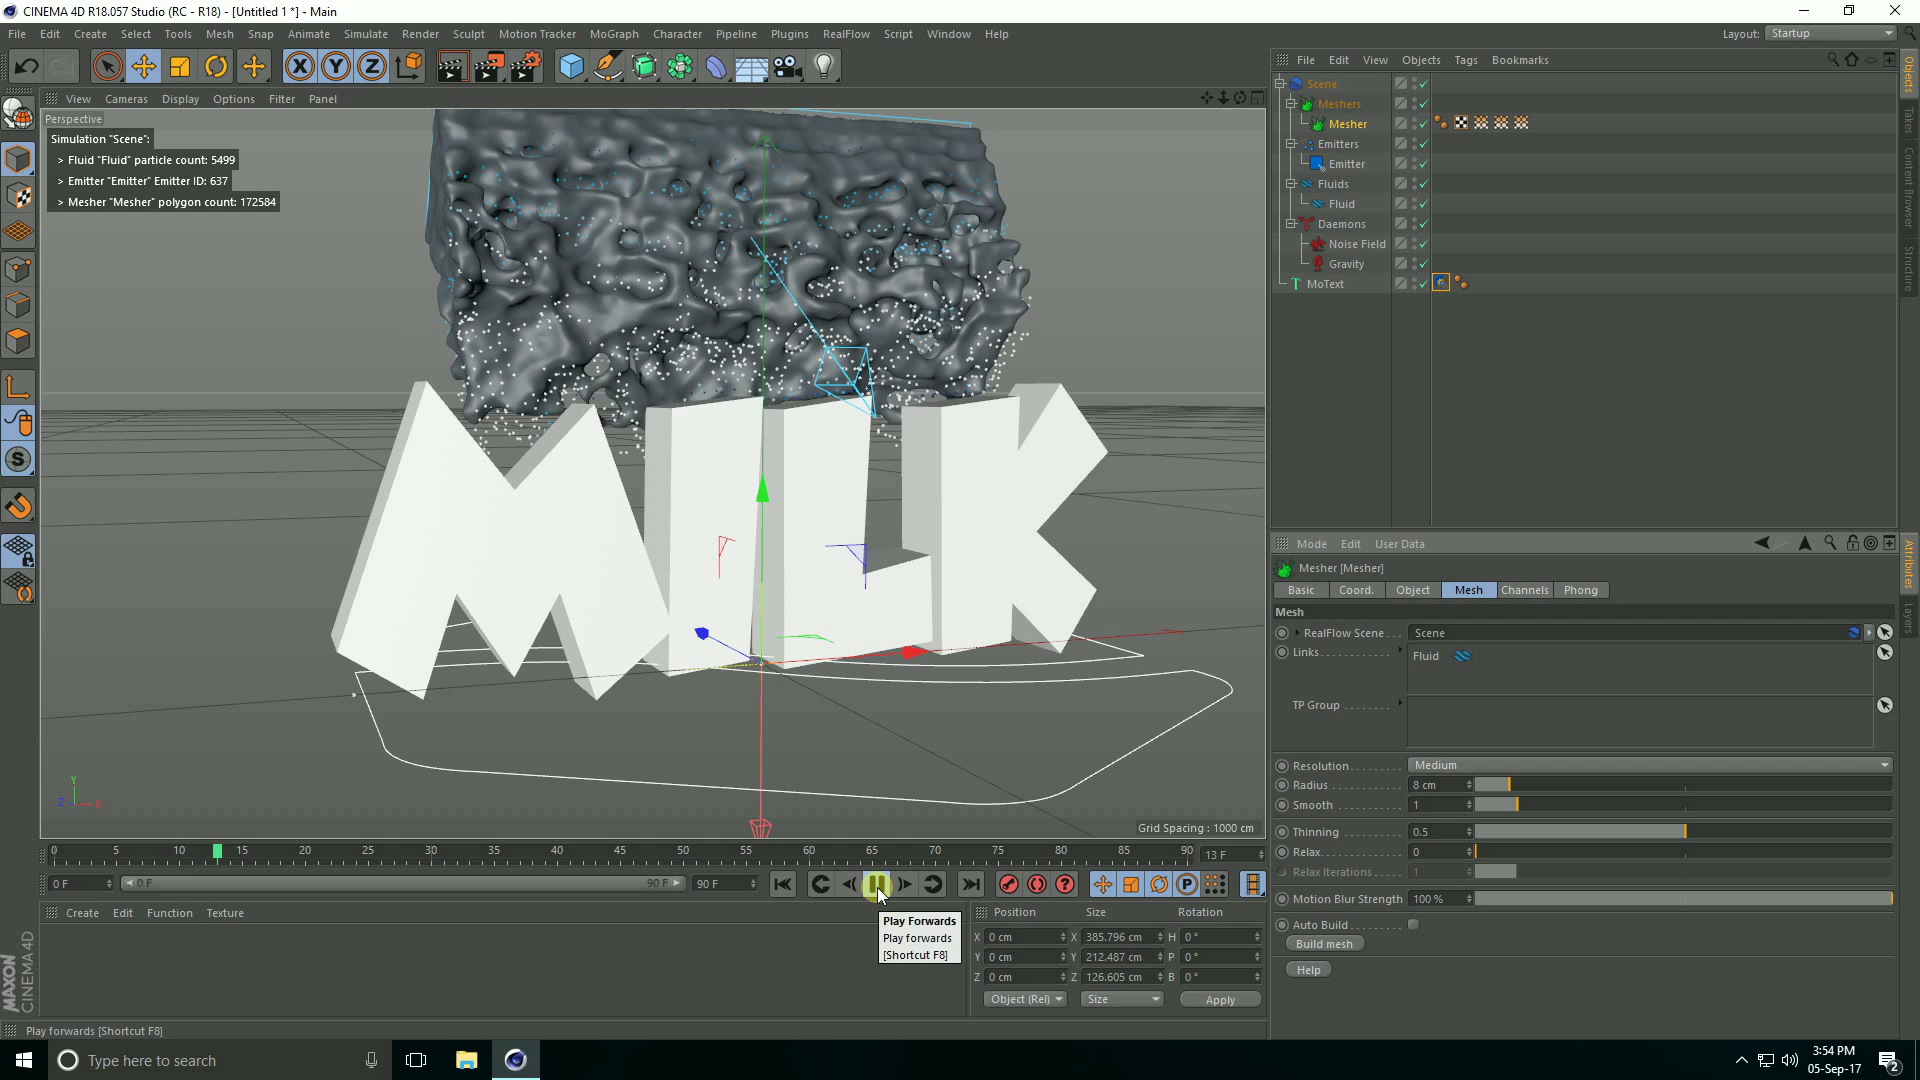 CINEMA 4D R18.057 Studio (RC - R18) - [Untitled 1 *] - Main
File Edit Create Select Tools Mesh Snap Animate Simulate Render Sculpt Motion Tracker MoGraph Character Pipeline Plugins RealFlow Script Window Help
Layout: Startup
X Y Z
View Cameras Display Options Filter Panel
Perspective
Simulation "Scene":
> Fluid "Fluid" particle count: 5499
> Emitter "Emitter" Emitter ID: 637
> Mesher "Mesher" polygon count: 172584
MILK
Y
Z X
Grid Spacing : 1000 cm
0 5 10 15 20 25 30 35 40 45 50 55 60 65 70 75 80 85 90
13 F
0 F
0 F
90 F
90 F
Create Edit Function Texture
Play Forwards
Play forwards
[Shortcut F8]
Position Size Rotation
X 0 cm X 385.796 cm H 0 °
Y 0 cm Y 212.487 cm P 0 °
Z 0 cm Z 126.605 cm B 0 °
Object (Rel) Size Apply
MAXON
CINEMA 4D
Play forwards [Shortcut F8]
File Edit View Objects Tags Bookmarks
Scene
Meshers
Mesher
Emitters
Emitter
Fluids
Fluid
Daemons
Noise Field
Gravity
MoText
Objects
Takes
Content Browser
Structure
Mode Edit User Data
Mesher [Mesher]
Basic Coord. Object Mesh Channels Phong
Mesh
RealFlow Scene . . . Scene
Links. . . . . . . . . . . Fluid
TP Group . . . . . . . .
Resolution. . . . . . . . Medium
Radius . . . . . . . . . . 8 cm
Smooth . . . . . . . . . 1
Thinning . . . . . . . . 0.5
Relax. . . . . . . . . . . 0
Relax Iterations . . . . 1
Motion Blur Strength 100 %
Auto Build . . . . . . .
Build mesh
Help
Attributes
Layers
Type here to search
3:54 PM
05-Sep-17
2